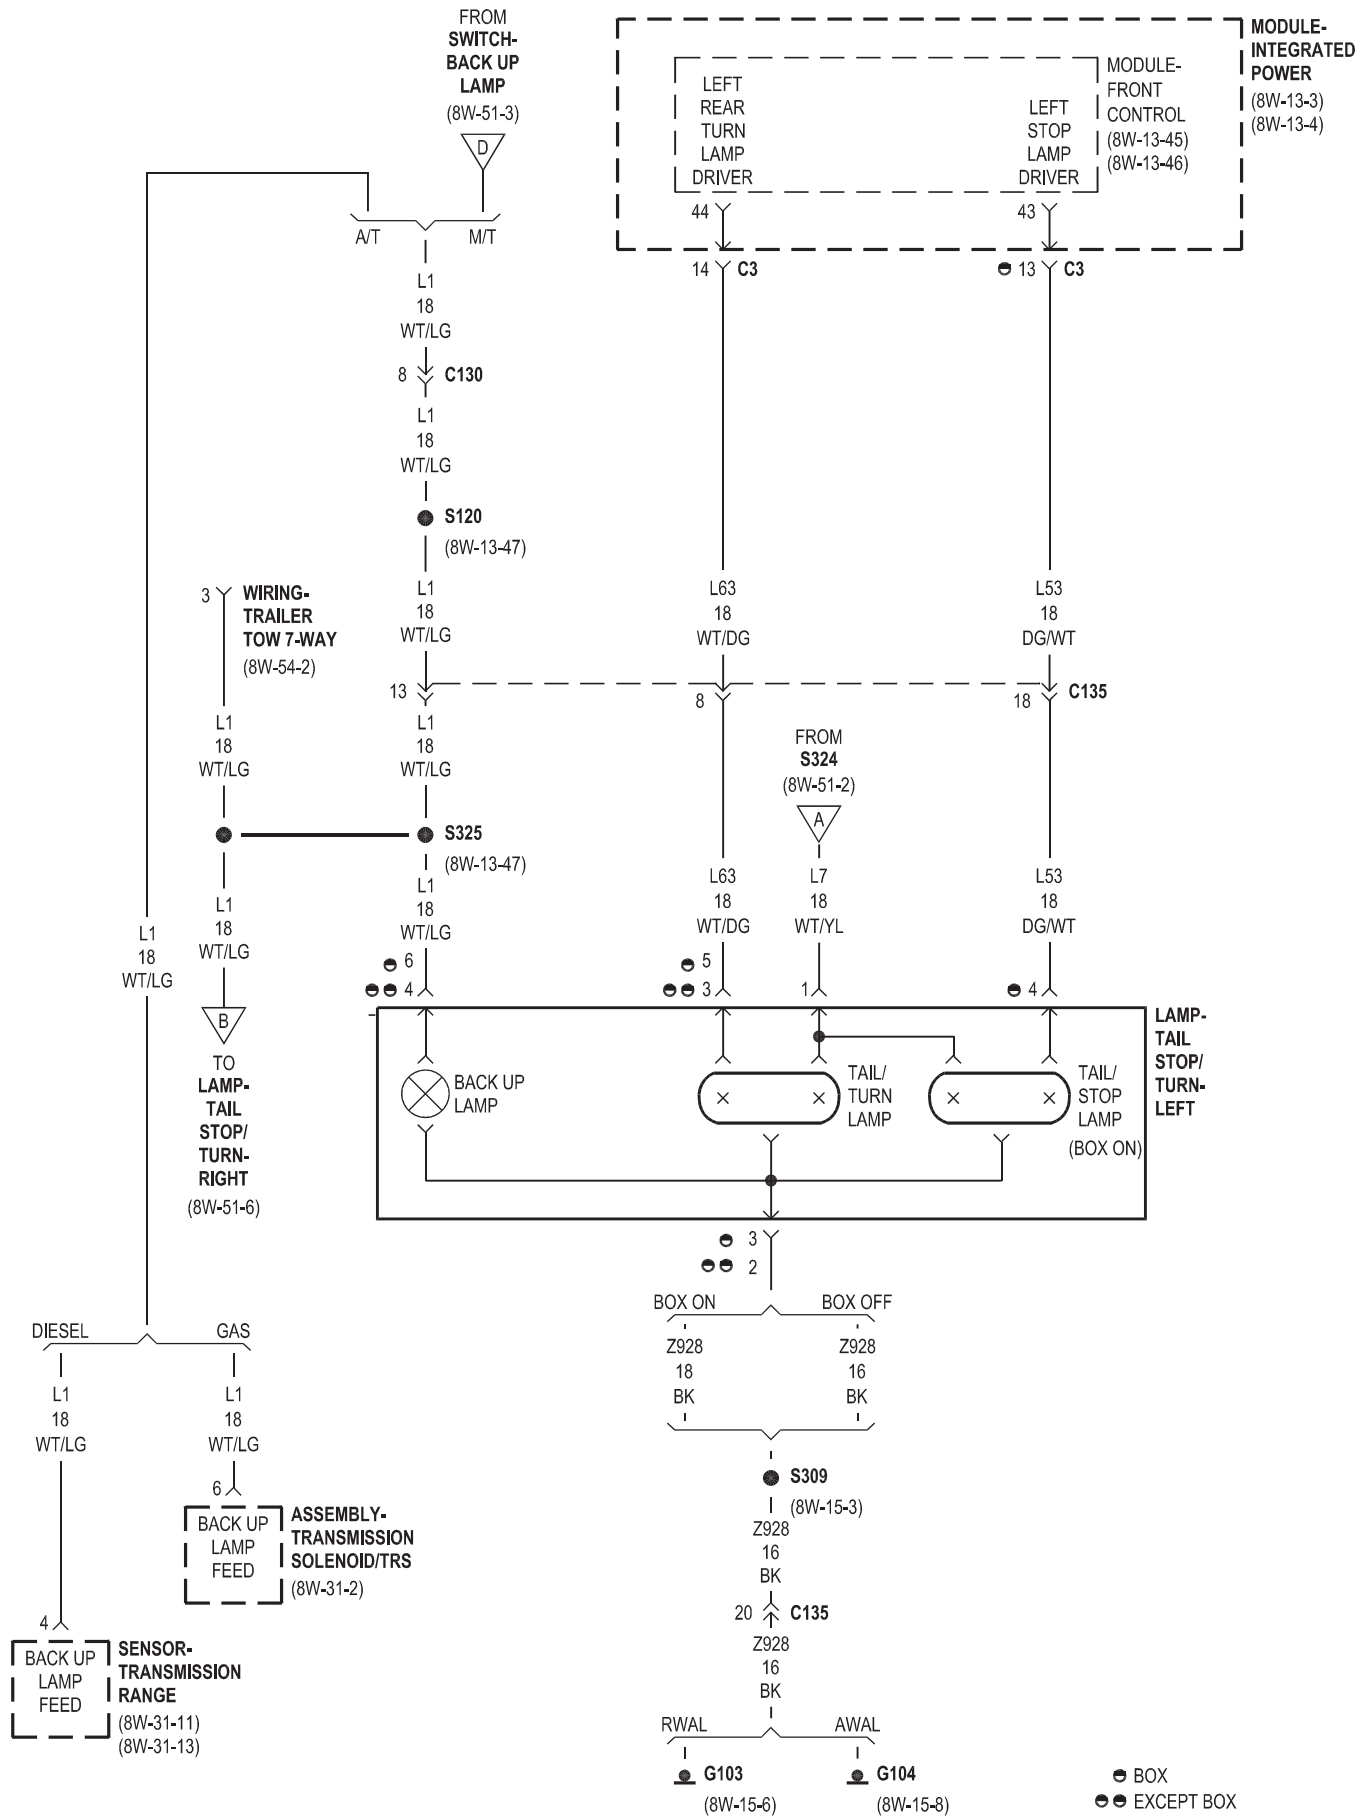 FROM
SWITCH-
BACK UP
LAMP
(8W-51-3)
D
A/T
M/T
L1
18
WT/LG
8
C130
L1
18
WT/LG
S120
(8W-13-47)
L1
18
WT/LG
13
L1
18
WT/LG
S325
(8W-13-47)
L1
18
WT/LG
6
4
3
WIRING-
TRAILER
TOW 7-WAY
(8W-54-2)
L1
18
WT/LG
L1
18
WT/LG
B
TO
LAMP-
TAIL
STOP/
TURN-
RIGHT
(8W-51-6)
L1
18
WT/LG
MODULE-
INTEGRATED
POWER
(8W-13-3)
(8W-13-4)
MODULE-
FRONT
CONTROL
(8W-13-45)
(8W-13-46)
LEFT
REAR
TURN
LAMP
DRIVER
LEFT
STOP
LAMP
DRIVER
44
43
14
C3
13
C3
L63
18
WT/DG
L53
18
DG/WT
8
18
C135
FROM
S324
(8W-51-2)
A
L63
18
WT/DG
L7
18
WT/YL
L53
18
DG/WT
5
3
1
4
LAMP-
TAIL
STOP/
TURN-
LEFT
BACK UP
LAMP
TAIL/
TURN
LAMP
TAIL/
STOP
LAMP
(BOX ON)
3
2
BOX ON
BOX OFF
Z928
18
BK
Z928
16
BK
S309
(8W-15-3)
Z928
16
BK
20
C135
Z928
16
BK
RWAL
AWAL
G103
(8W-15-6)
G104
(8W-15-8)
DIESEL
GAS
L1
18
WT/LG
L1
18
WT/LG
6
BACK UP
LAMP
FEED
ASSEMBLY-
TRANSMISSION
SOLENOID/TRS
(8W-31-2)
4
BACK UP
LAMP
FEED
SENSOR-
TRANSMISSION
RANGE
(8W-31-11)
(8W-31-13)
BOX
EXCEPT BOX